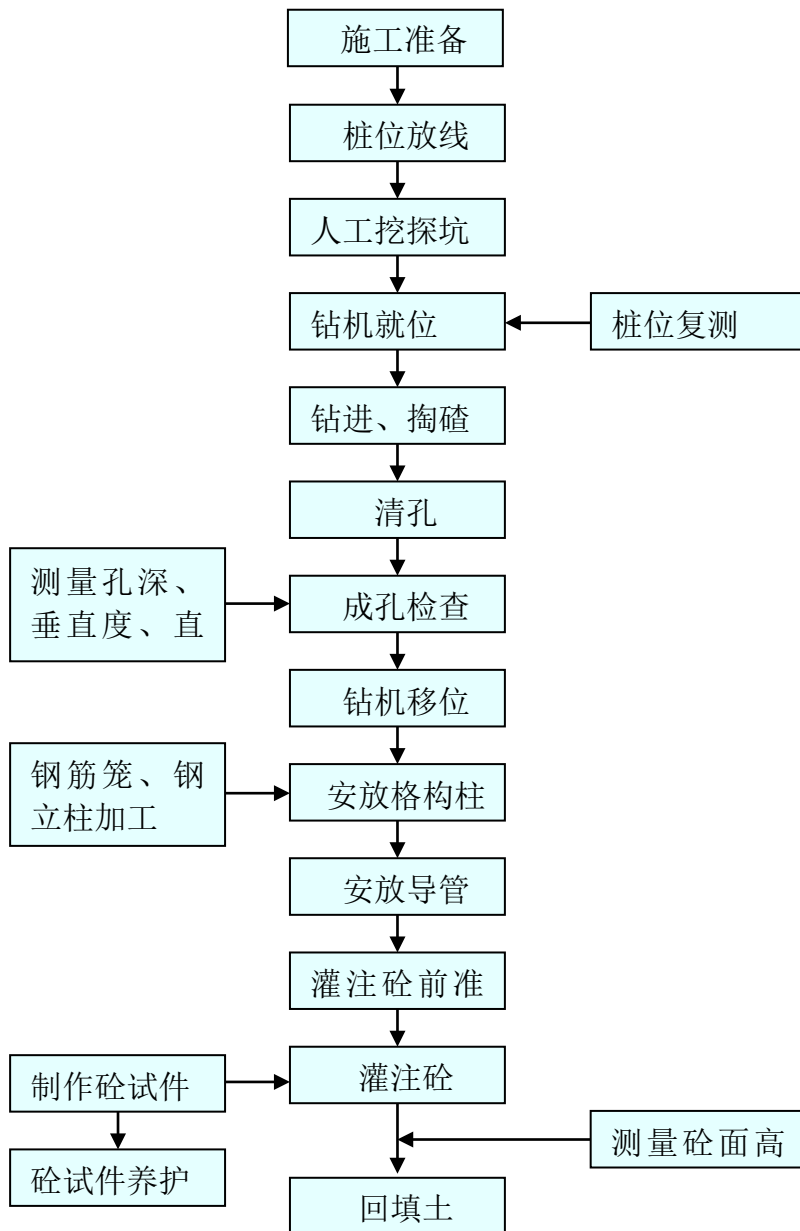 施工准备
桩位放线
人工挖探坑
钻机就位
桩位复测
钻进、掏碴
清孔
测量孔深、
垂直度、直
成孔检查
钻机移位
钢筋笼、钢
立柱加工
安放格构柱
安放导管
灌注砼前准
制作砼试件
灌注砼
测量砼面高
砼试件养护
回填土